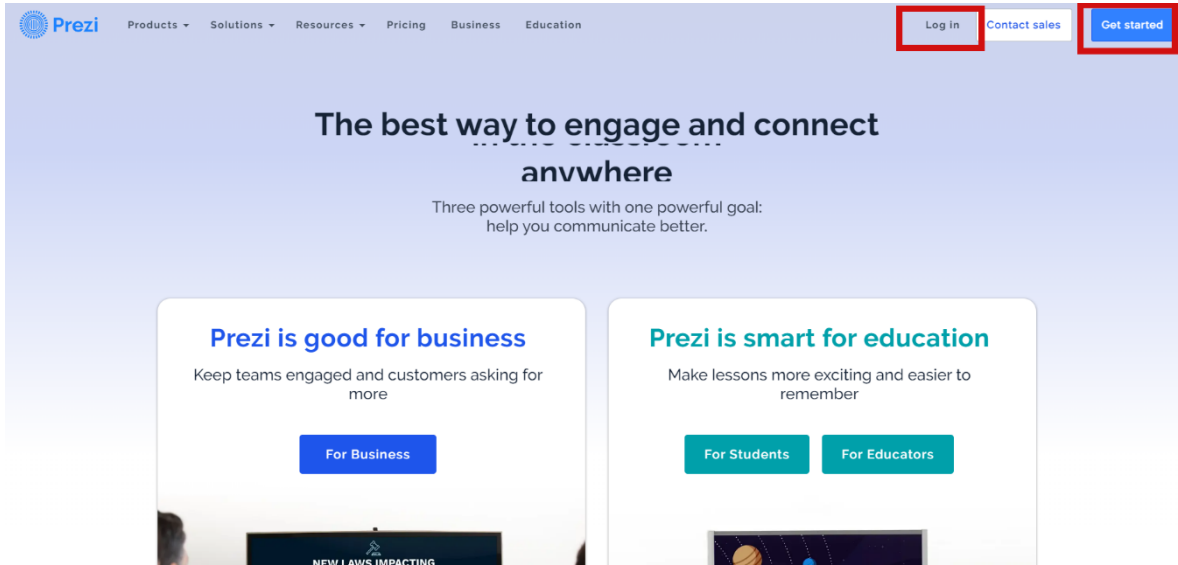 Prezi Products Solutions Resources Pricing Business Education Log in Contact sales Get started
The best way to engage and connect
in the classroom
anywhere
Three powerful tools with one powerful goal:
help you communicate better.
Prezi is good for business
Keep teams engaged and customers asking for
more
For Business
Prezi is smart for education
Make lessons more exciting and easier to
remember
For Students For Educators
NEW LAWS IMPACTING